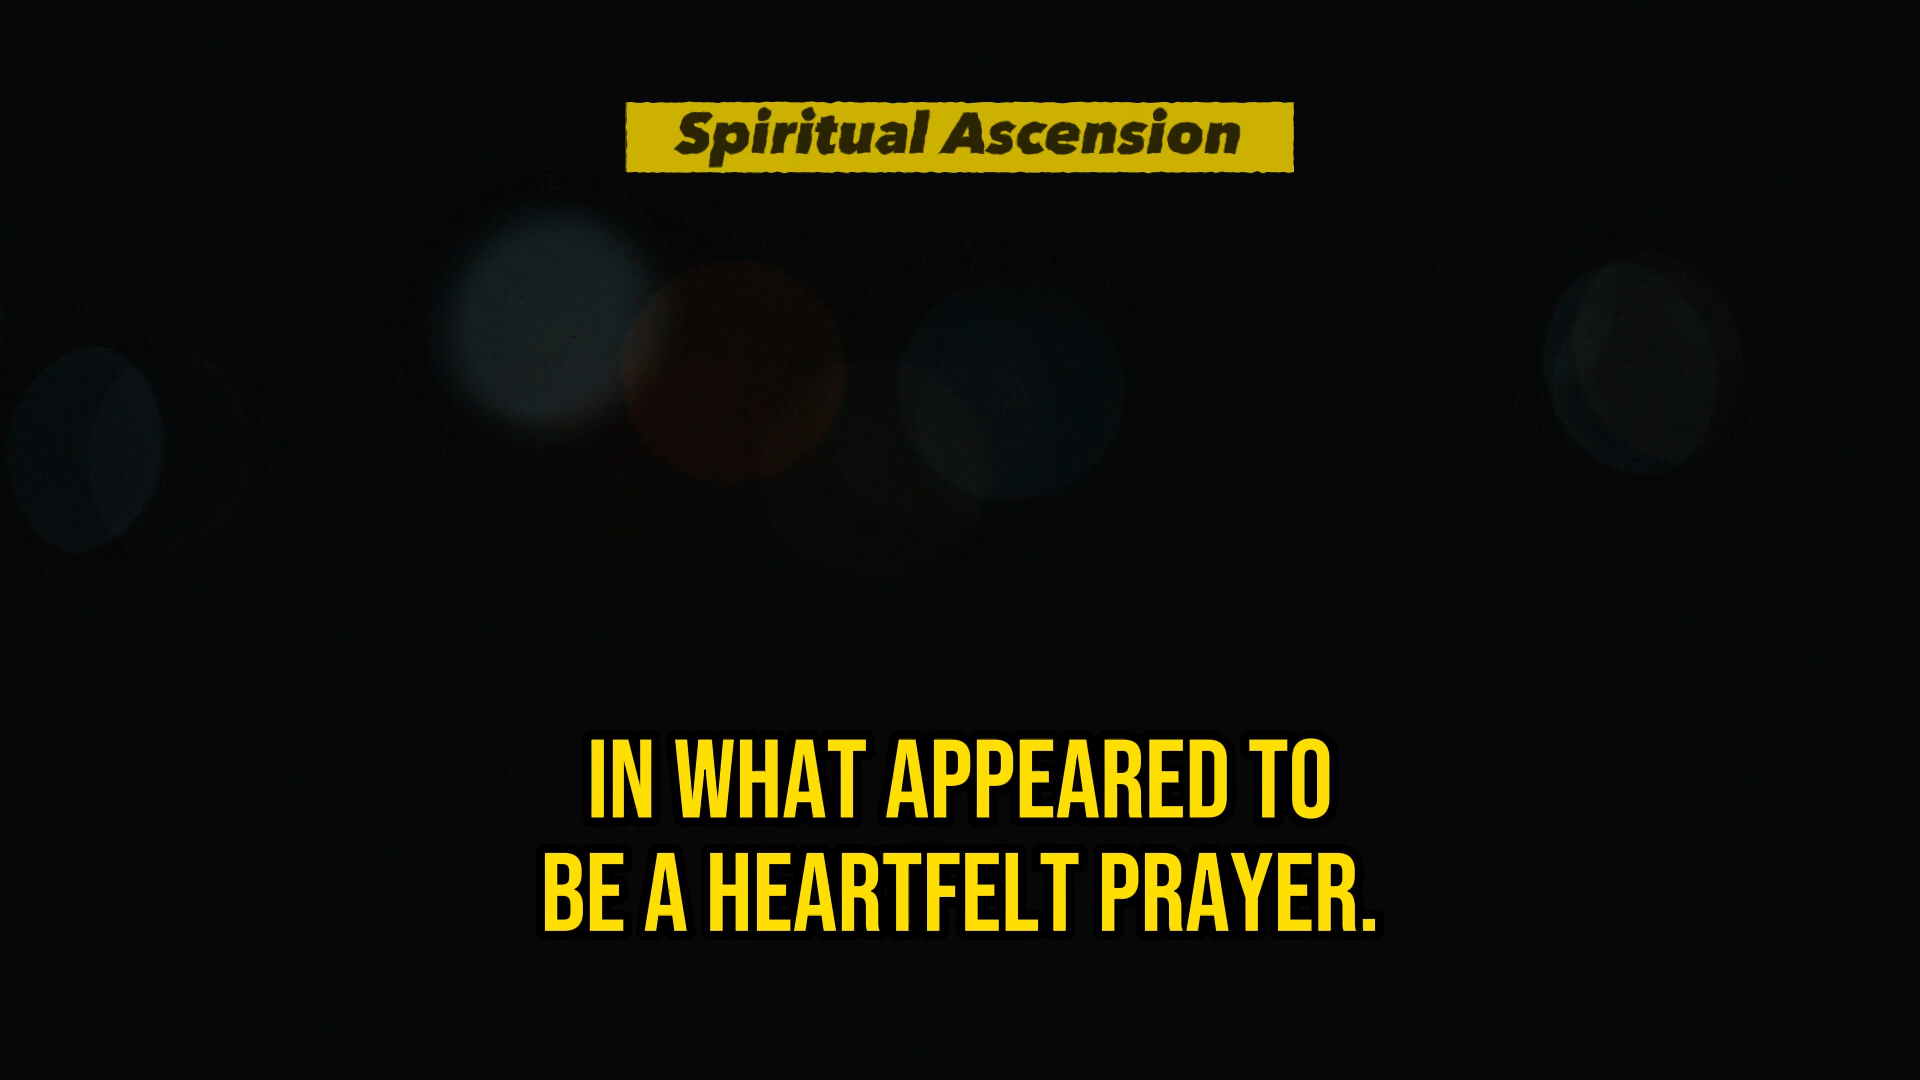 Spiritual Ascension
IN WHAT APPEARED TO
BE A HEARTFELT PRAYER.